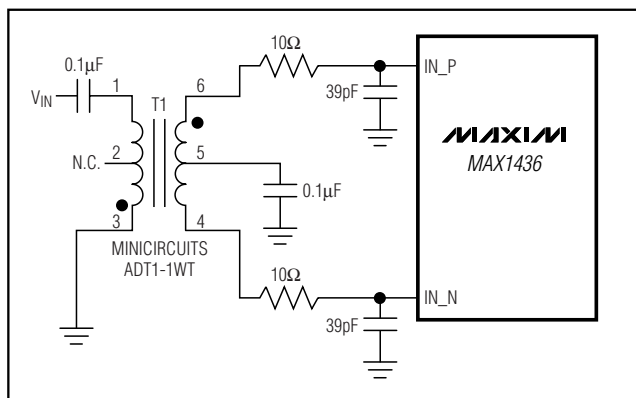 10Ω
0.1μF
1
6
IN_P
VIN
T1
39pF
MAXIM
MAX1436
N.C.
2
5
0.1μF
3
4
MINICIRCUITS
ADT1-1WT
10Ω
IN_N
39pF